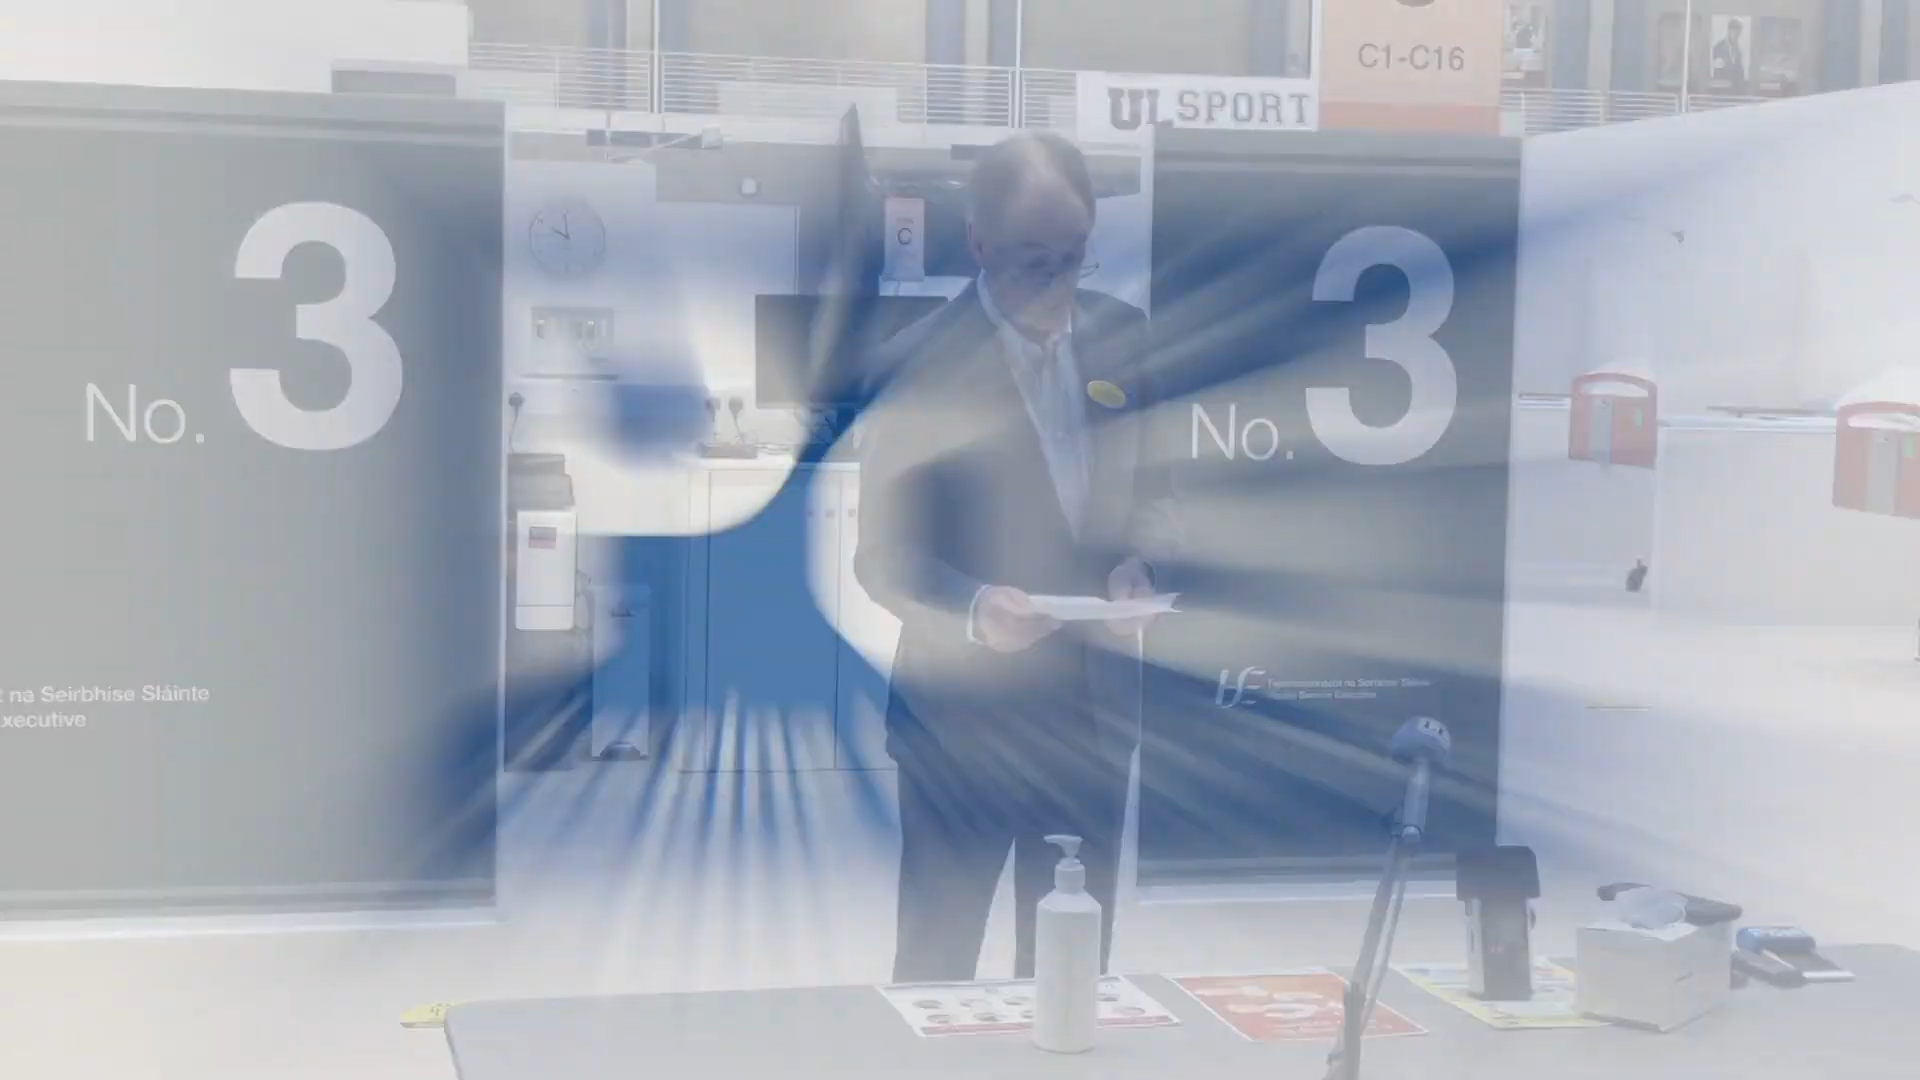 C1-C16
UL SPORT
C
No. 3
No. 3
t na Seirbhíse Sláinte
xecutive